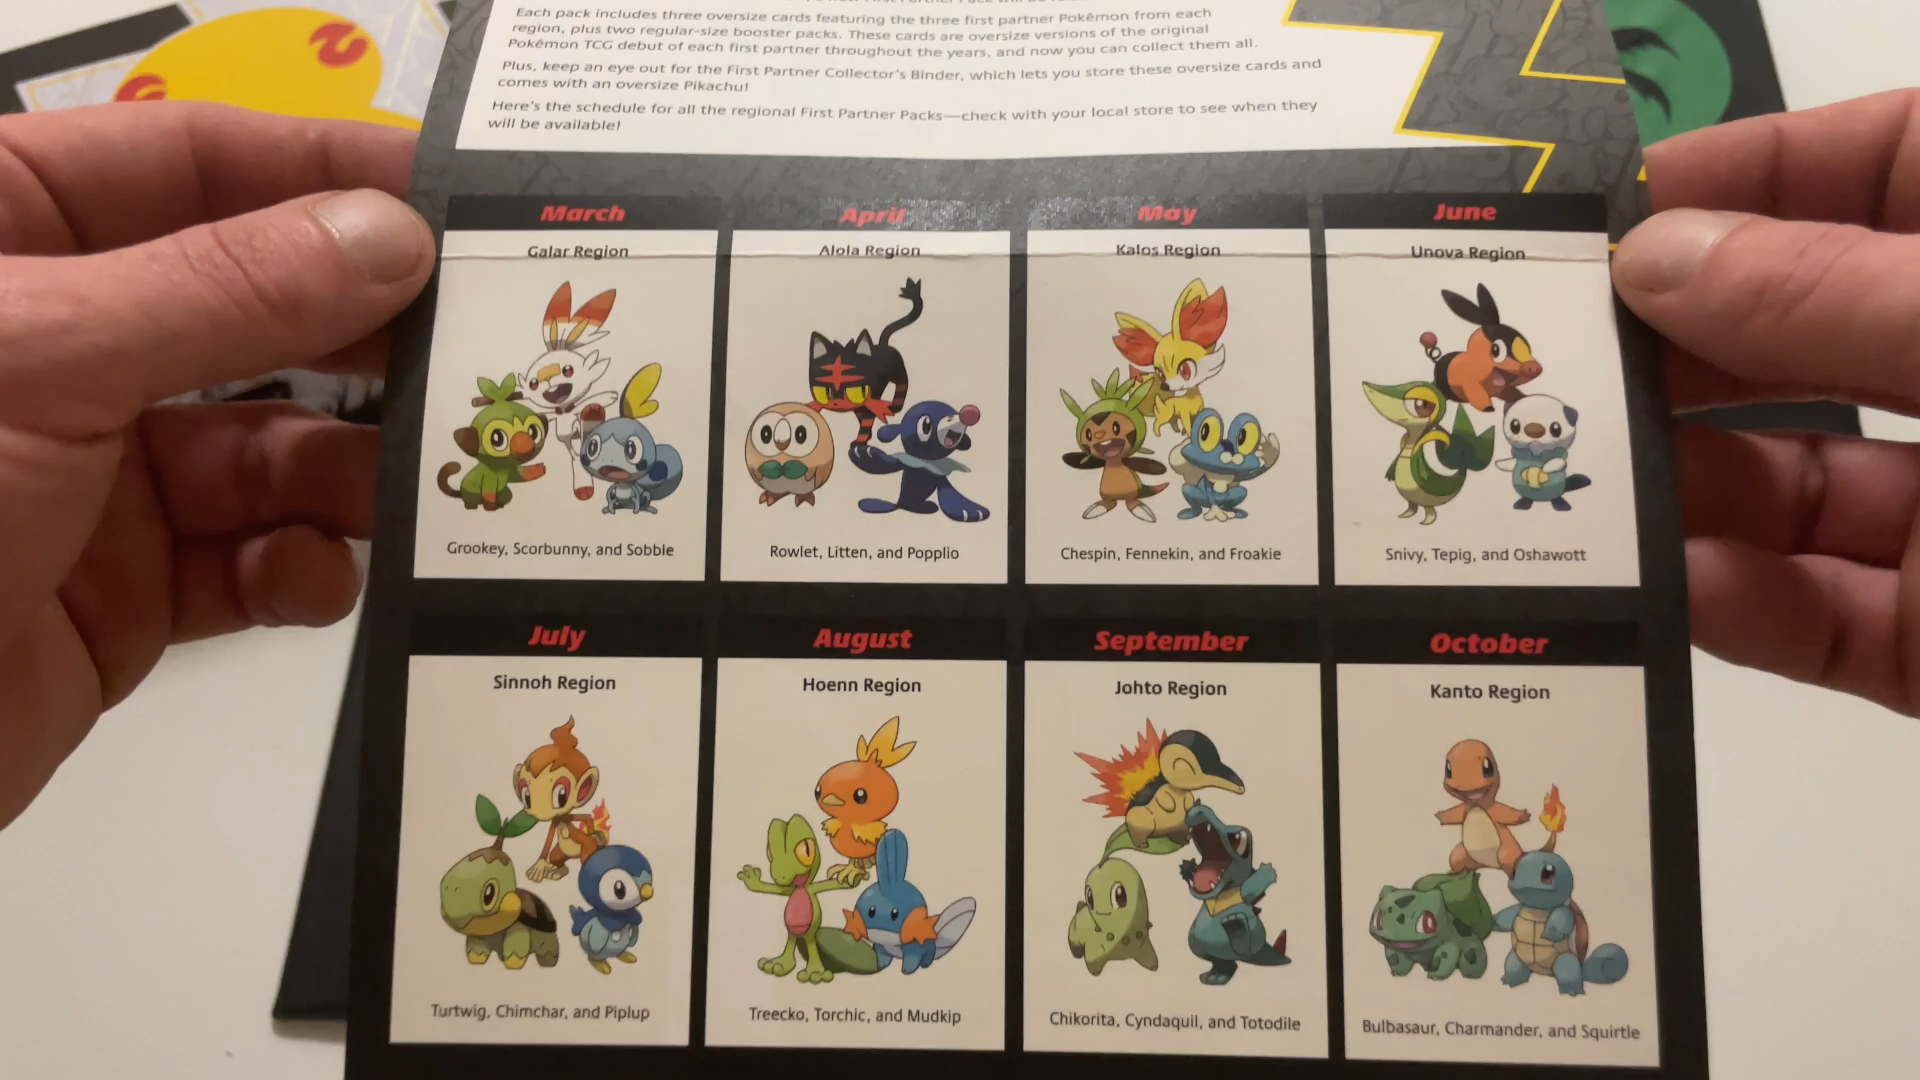 Each pack includes three oversize cards featuring the three first partner Pokémon from each
region, plus two regular-size booster packs. These cards are oversize versions of the original
Pokémon TCG debut of each first partner throughout the years, and now you can collect them all.
Plus, keep an eye out for the First Partner Collector's Binder, which lets you store these oversize cards and
comes with an oversize Pikachu!
Here's the schedule for all the regional First Partner Packs—check with your local store to see when they
will be available!
March
Galar Region
Grookey, Scorbunny, and Sobble
April
Alola Region
Rowlet, Litten, and Popplio
May
Kalos Region
Chespin, Fennekin, and Froakie
June
Unova Region
Snivy, Tepig, and Oshawott
July
Sinnoh Region
Turtwig, Chimchar, and Piplup
August
Hoenn Region
Treecko, Torchic, and Mudkip
September
Johto Region
Chikorita, Cyndaquil, and Totodile
October
Kanto Region
Bulbasaur, Charmander, and Squirtle